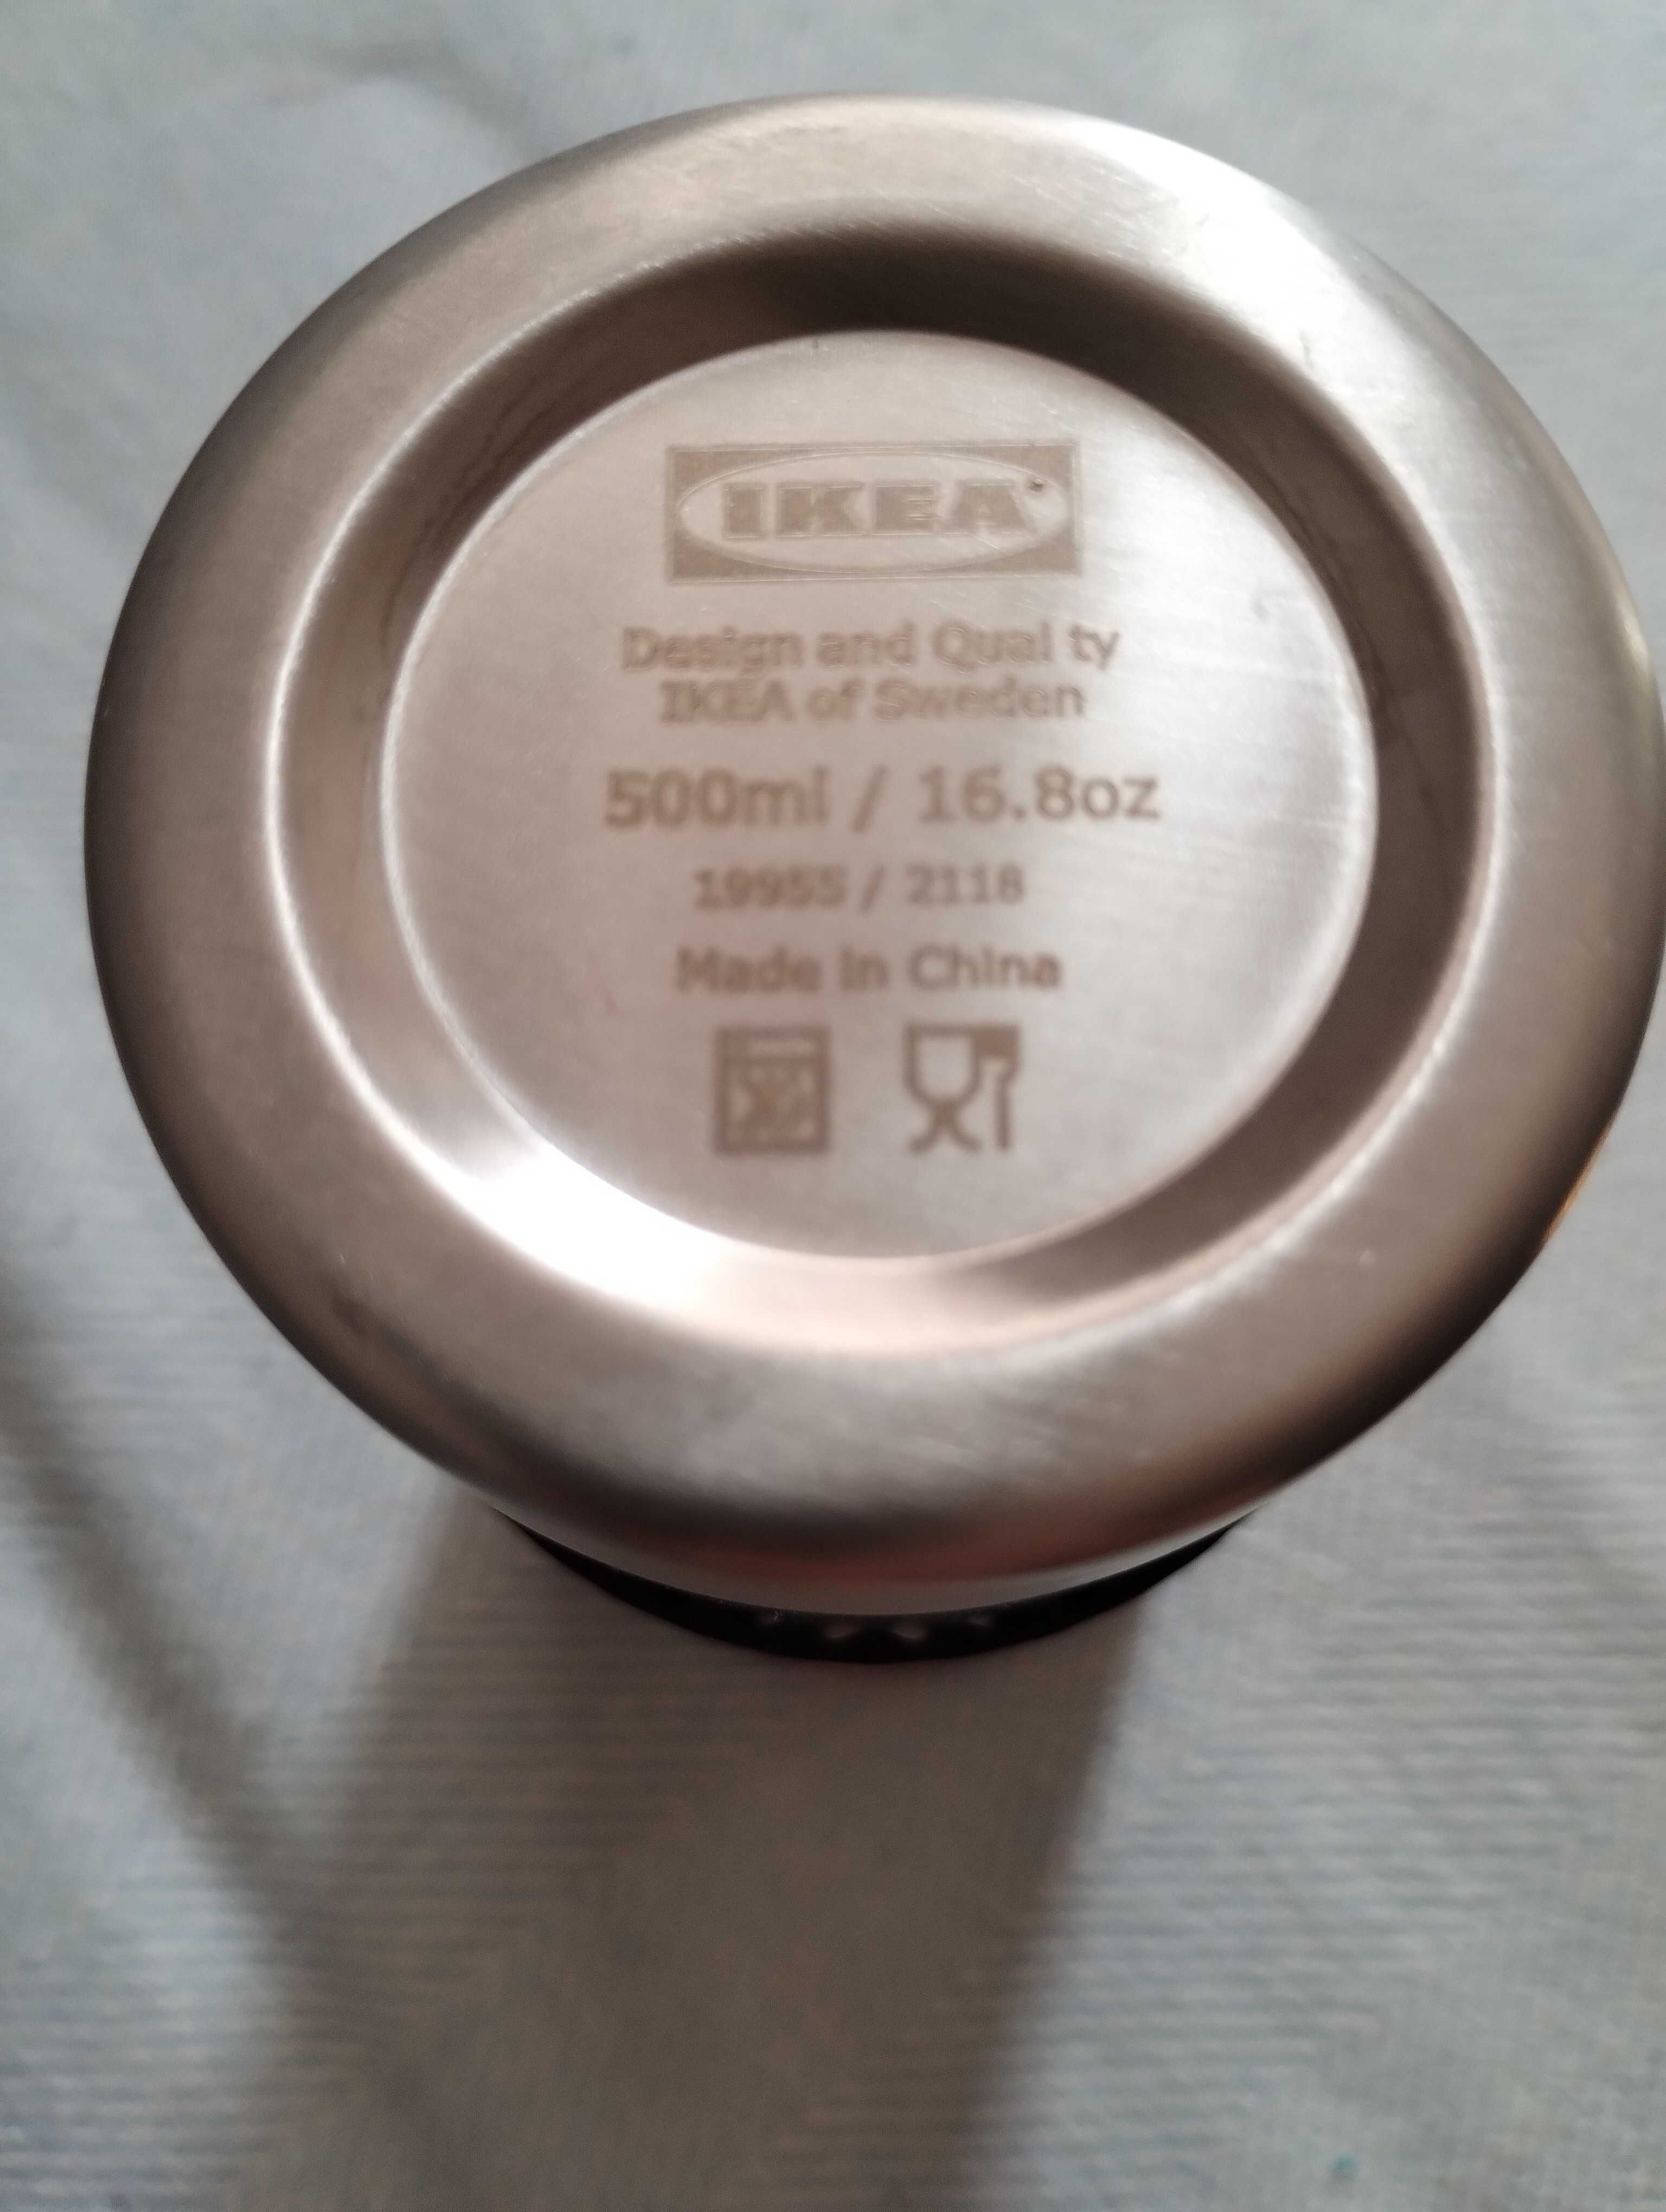 IKEA®
Design and Qual ty
IKEA of Sweden
500ml / 16.8oz
19955 / 2118
Made in China